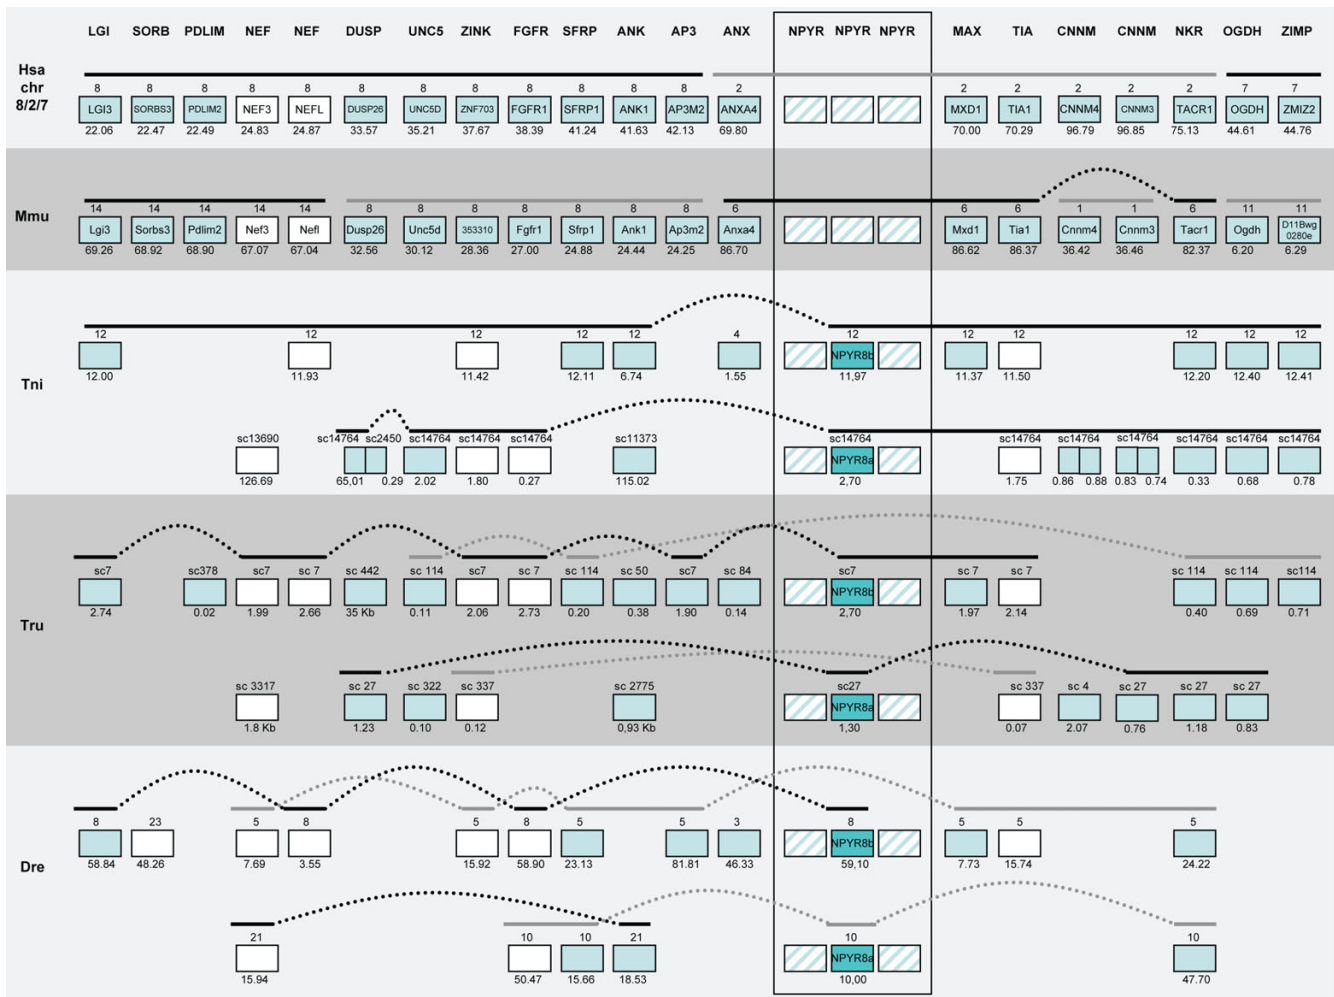 LGI SORB PDLIM NEF NEF DUSP UNC5 ZINK FGFR SFRP ANK AP3 ANX NPYR NPYR NPYR MAX TIA CNNM CNNM NKR OGDH ZIMP
Hsa
chr
8/2/7
8 8 8 8 8 8 8 8 8 8 8 8 2 2 2 2 2 2 7 7
LGI3 SORBS3 PDLIM2 NEF3 NEFL DUSP26 UNC5D ZNF703 FGFR1 SFRP1 ANK1 AP3M2 ANXA4 MXD1 TIA1 CNNM4 CNNM3 TACR1 OGDH ZMIZ2
22.06 22.47 22.49 24.83 24.87 33.57 35.21 37.67 38.39 41.24 41.63 42.13 69.80 70.00 70.29 96.79 96.85 75.13 44.61 44.76
Mmu
14 14 14 14 14 8 8 8 8 8 8 8 6 6 6 1 1 6 11 11
Lgi3 Sorbs3 Pdlim2 Nef3 Nefl Dusp26 Unc5d 353310 Fgfr1 Sfrp1 Ank1 Ap3m2 Anxa4 Mxd1 Tia1 Cnnm4 Cnnm3 Tacr1 Ogdh D11Bwg
0280e
69.26 68.92 68.90 67.07 67.04 32.56 30.12 28.36 27.00 24.88 24.44 24.25 86.70 86.62 86.37 36.42 36.46 82.37 6.20 6.29
12 12 12 12 12 4 12 12 12 12 12 12
NPYR8b
12.00 11.93 11.42 12.11 6.74 1.55 11,97 11.37 11.50 12.20 12.40 12.41
Tni
sc13690 sc14764 sc2450 sc14764 sc14764 sc14764 sc11373 sc14764 sc14764 sc14764 sc14764 sc14764 sc14764 sc14764
NPYR8a
126.69 65,01 0.29 2.02 1.80 0.27 115.02 2,70 1.75 0.86 0.88 0.83 0.74 0.33 0.68 0.78
sc7 sc378 sc7 sc 7 sc 442 sc 114 sc7 sc 7 sc 114 sc 50 sc7 sc 84 sc7 sc 7 sc 7 sc 114 sc 114 sc114
NPYR8b
2.74 0.02 1.99 2.66 35 Kb 0.11 2.06 2.73 0.20 0.38 1.90 0.14 2,70 1.97 2.14 0.40 0.69 0.71
Tru
sc 3317 sc 27 sc 322 sc 337 sc 2775 sc27 sc 337 sc 4 sc 27 sc 27 sc 27
NPYR8a
1.8 Kb 1.23 0.10 0.12 0,93 Kb 1,30 0.07 2.07 0.76 1.18 0.83
8 23 5 8 5 8 5 5 3 8 5 5 5
NPYR8b
58.84 48.26 7.69 3.55 15.92 58.90 23.13 81.81 46.33 59,10 7.73 15.74 24.22
Dre
21 10 10 21 10 10
NPYR8a
15.94 50.47 15.66 18.53 10,00 47.70